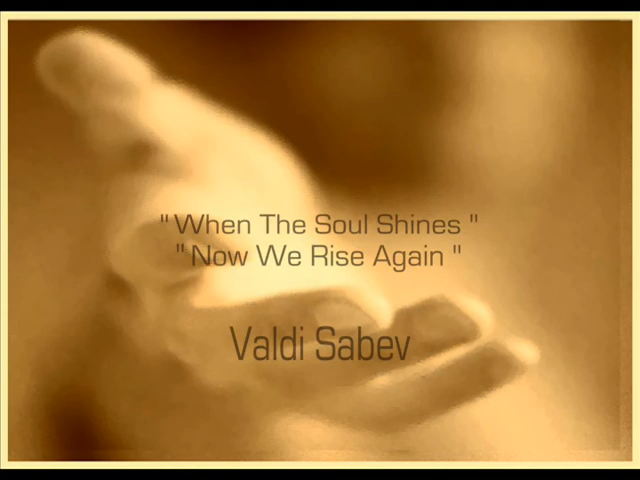 " When The Soul Shines "
" Now We Rise Again "
Valdi Sabev